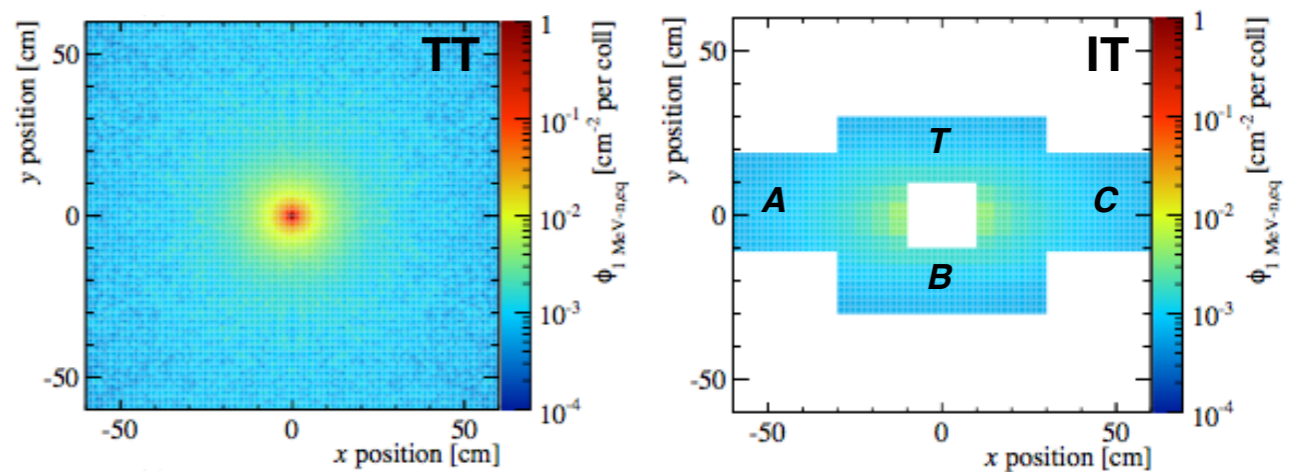 TT
y position [cm]
50
0
-50
-50
0
50
x position [cm]
1
10⁻¹
10⁻²
10⁻³
10⁻⁴
ϕ₁ MeV-n,eq [cm⁻² per coll]
IT
y position [cm]
50
0
-50
T
A
C
B
-50
0
50
x position [cm]
1
10⁻¹
10⁻²
10⁻³
10⁻⁴
ϕ₁ MeV-n,eq [cm⁻² per coll]